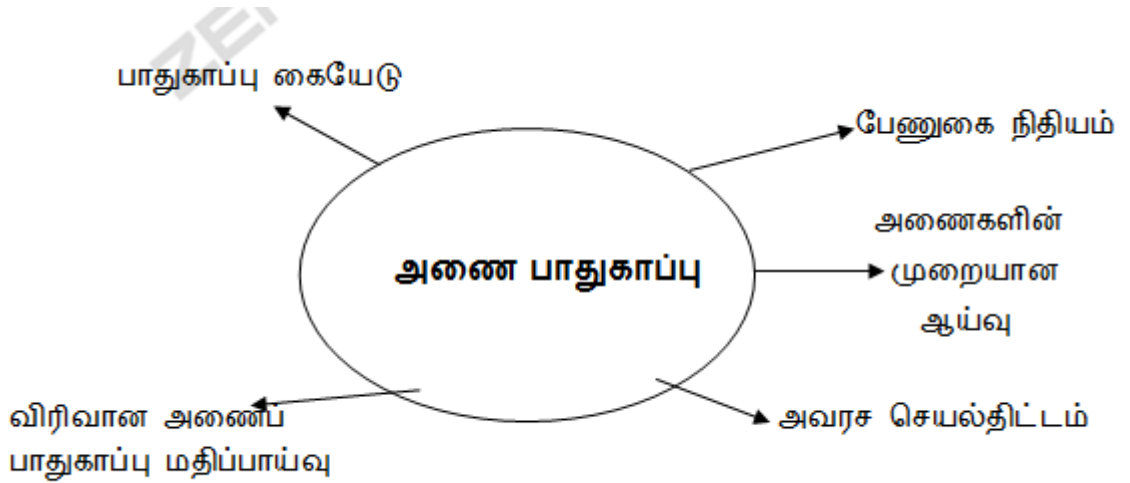 பாதுகாப்பு கையேடு
பேணுகை நிதியம்
அணைகளின்
முறையான
ஆய்வு
அணை பாதுகாப்பு
விரிவான அணைப்
பாதுகாப்பு மதிப்பாய்வு
அவரச செயல்திட்டம்